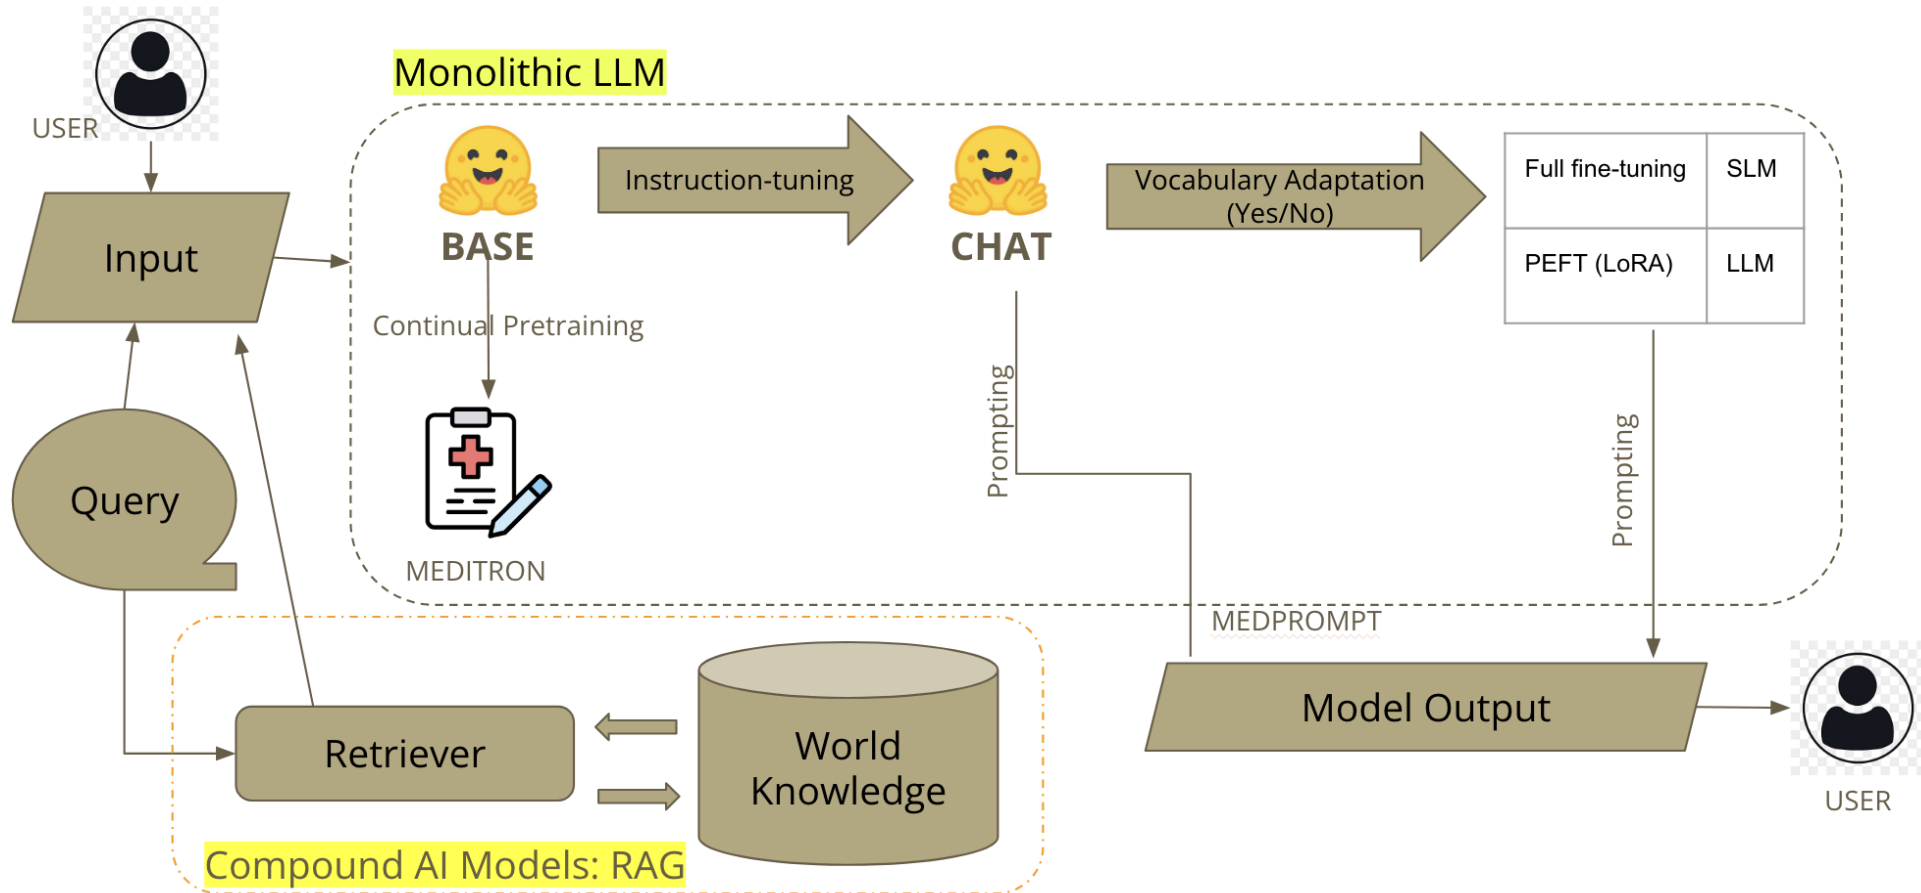 USER
Monolithic LLM
Input
Instruction-tuning
Vocabulary Adaptation
(Yes/No)
Full fine-tuning
SLM
PEFT (LoRA)
LLM
BASE
CHAT
Continual Pretraining
Prompting
Prompting
MEDITRON
Query
MEDPROMPT
Retriever
World
Knowledge
Model Output
USER
Compound AI Models: RAG